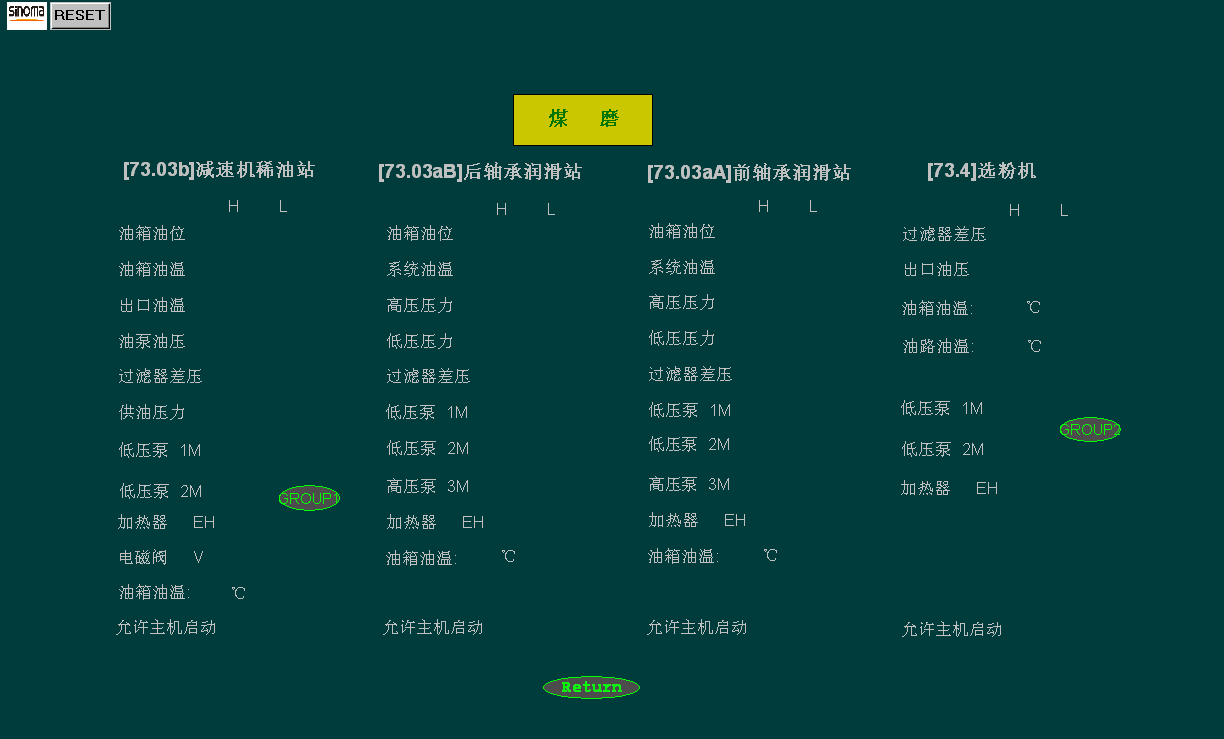 sinoma RESET
煤 磨
[73.03b]减速机稀油站
H L
油箱油位
油箱油温
出口油温
油泵油压
过滤器差压
供油压力
低压泵 1M
低压泵 2M
GROUP1
加热器 EH
电磁阀 V
油箱油温: ℃
允许主机启动
[73.03aB]后轴承润滑站
H L
油箱油位
系统油温
高压压力
低压压力
过滤器差压
低压泵 1M
低压泵 2M
高压泵 3M
加热器 EH
油箱油温: ℃
允许主机启动
[73.03aA]前轴承润滑站
H L
油箱油位
系统油温
高压压力
低压压力
过滤器差压
低压泵 1M
低压泵 2M
高压泵 3M
加热器 EH
油箱油温: ℃
允许主机启动
[73.4]选粉机
H L
过滤器差压
出口油压
油箱油温: ℃
油路油温: ℃
低压泵 1M
GROUP2
低压泵 2M
加热器 EH
允许主机启动
Return